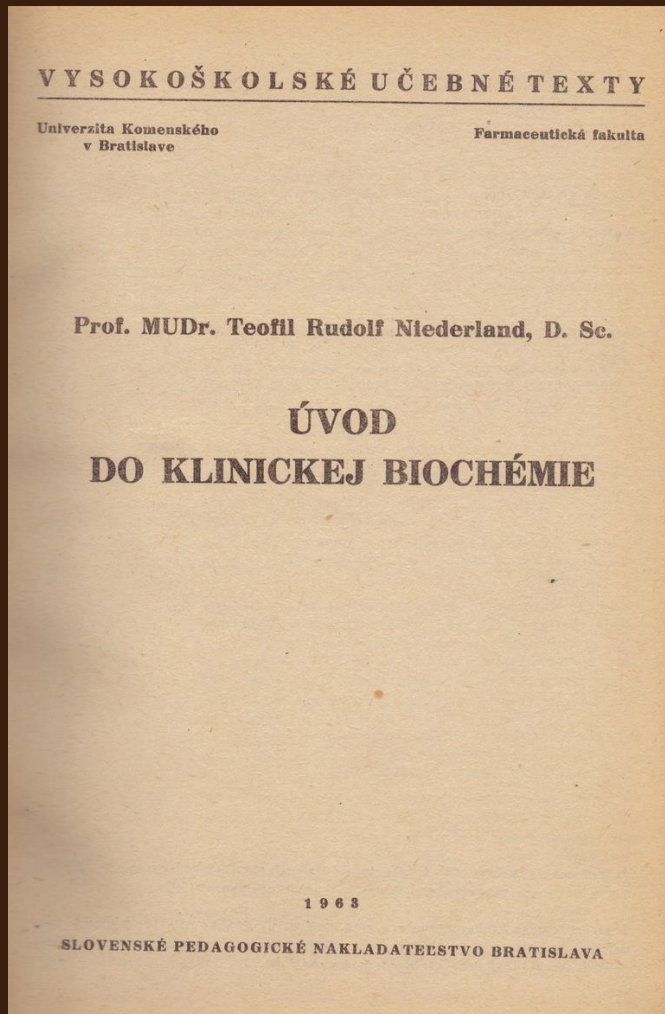 VYSOKOŠKOLSKÉ UČEBNÉ TEXTY
Univerzita Komenského
v Bratislave
Farmaceutická fakulta
Prof. MUDr. Teofil Rudolf Niederland, D. Sc.
ÚVOD
DO KLINICKEJ BIOCHÉMIE
1963
SLOVENSKÉ PEDAGOGICKÉ NAKLADATEĽSTVO BRATISLAVA